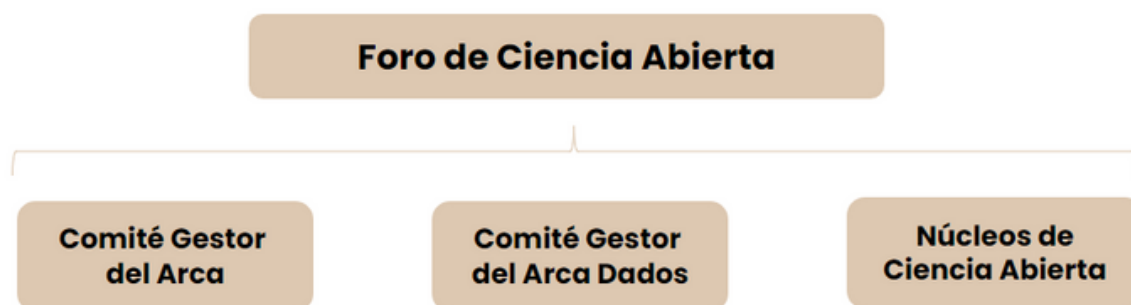 Foro de Ciencia Abierta
Comité Gestor
del Arca
Comité Gestor
del Arca Dados
Núcleos de
Ciencia Abierta